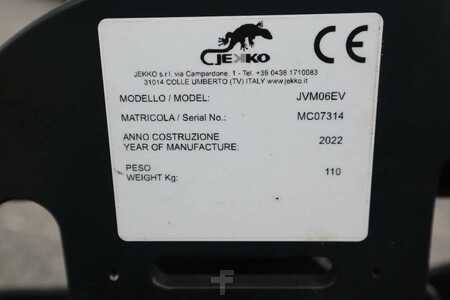 JEKKO
CE
JEKKO s.r.l. via Campardone, 1 - Tel. +39 0438 1710083
31014 COLLE UMBERTO (TV) ITALY www.jekko.it
MODELLO / MODEL: JVM06EV
MATRICOLA / Serial No.: MC07314
ANNO COSTRUZIONE
YEAR OF MANUFACTURE: 2022
PESO
WEIGHT Kg: 110